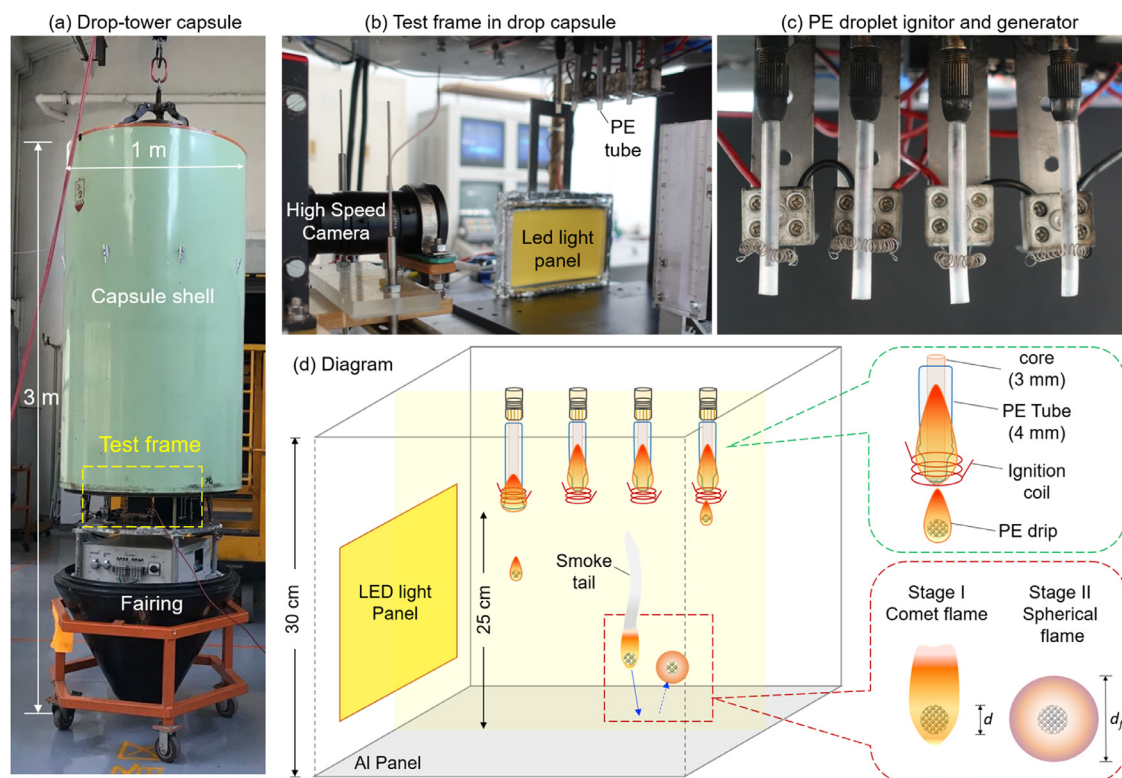 (a) Drop-tower capsule
1 m
Capsule shell
3 m
Test frame
Fairing
(b) Test frame in drop capsule
PE
tube
High Speed
Camera
Led light
panel
(c) PE droplet ignitor and generator
(d) Diagram
30 cm
LED light
Panel
25 cm
Smoke
tail
Al Panel
core
(3 mm)
PE Tube
(4 mm)
Ignition
coil
PE drip
Stage I
Comet flame
d
Stage II
Spherical
flame
df